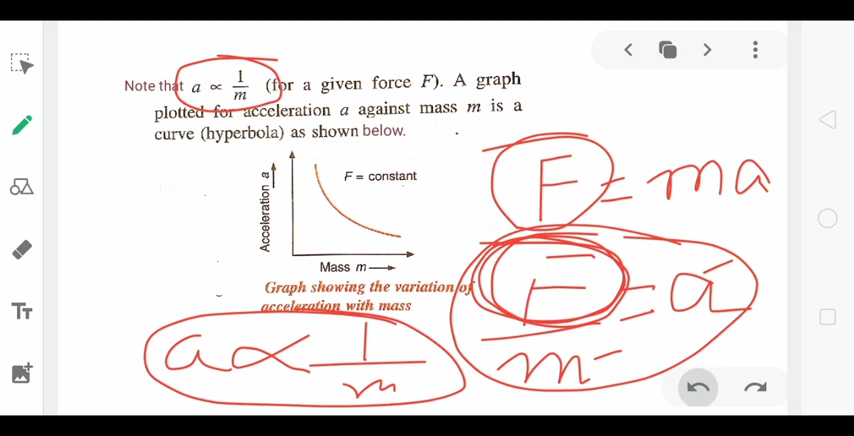 Note that a ∝ 1/m (for a given force F). A graph
plotted for acceleration a against mass m is a
curve (hyperbola) as shown below.
Acceleration a
F = constant
Mass m
Graph showing the variation of
acceleration with mass
F = ma
F/m = a
a ∝ 1/m
TT